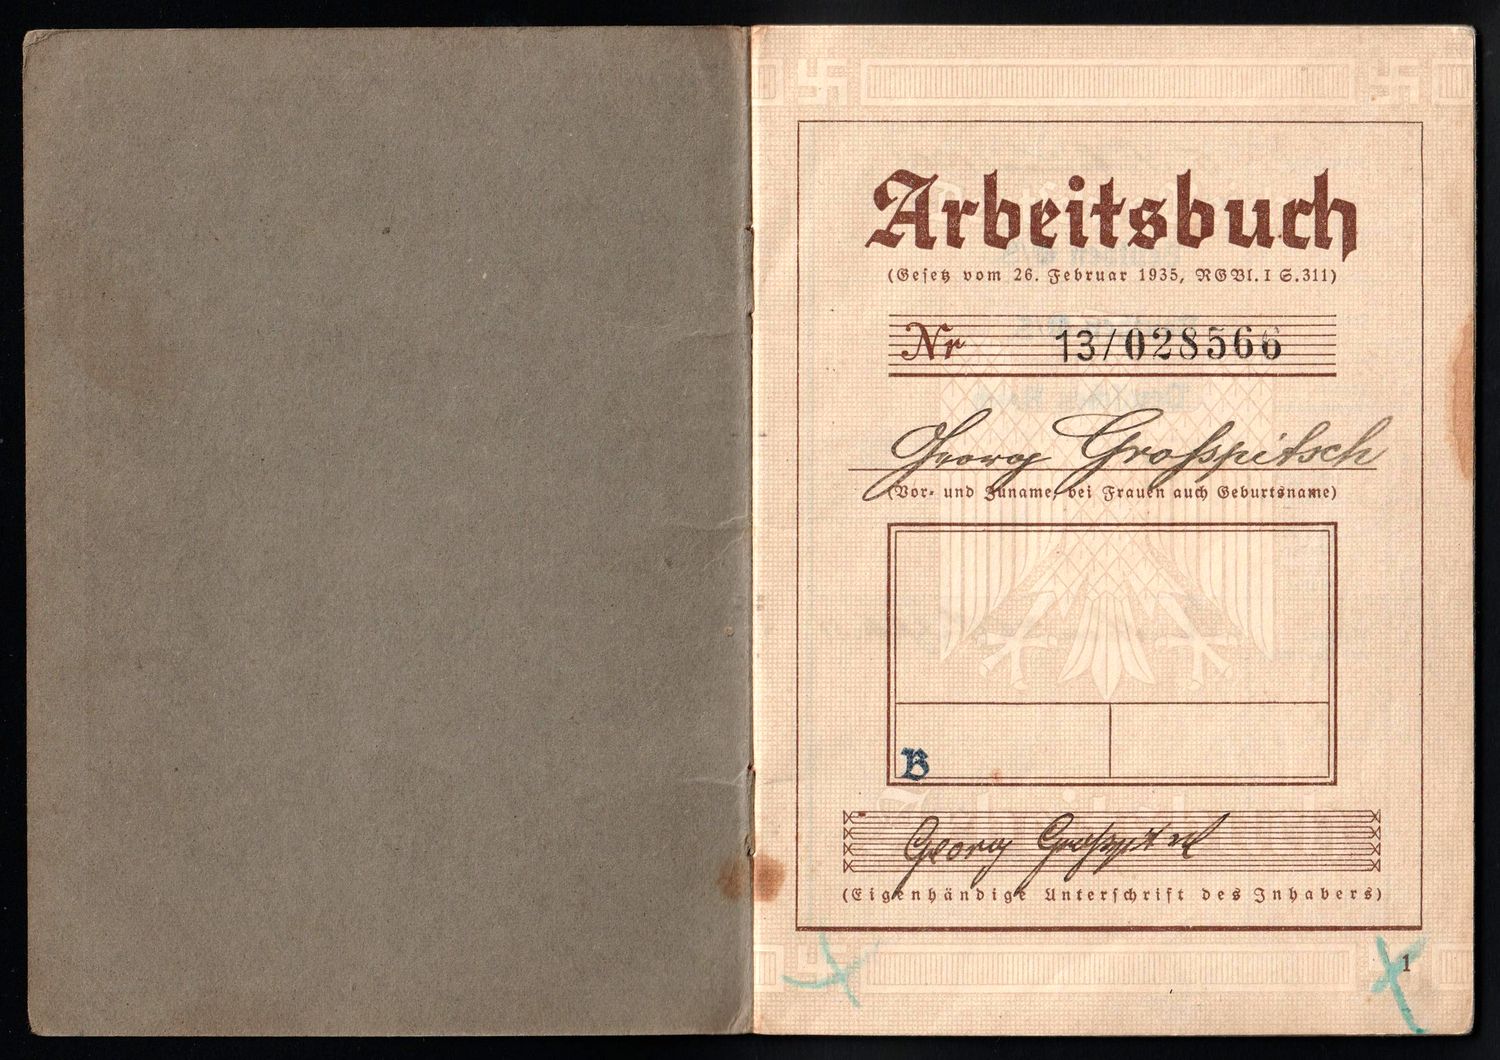 Arbeitsbuch
(Gesetz vom 26. Februar 1935, RGBl. I S. 311)
Nr 13/028566
Georg Großpitsch
(Vor- und Zuname, bei Frauen auch Geburtsname)
B
Georg Großpitsch
(Eigenhändige Unterschrift des Inhabers)
1